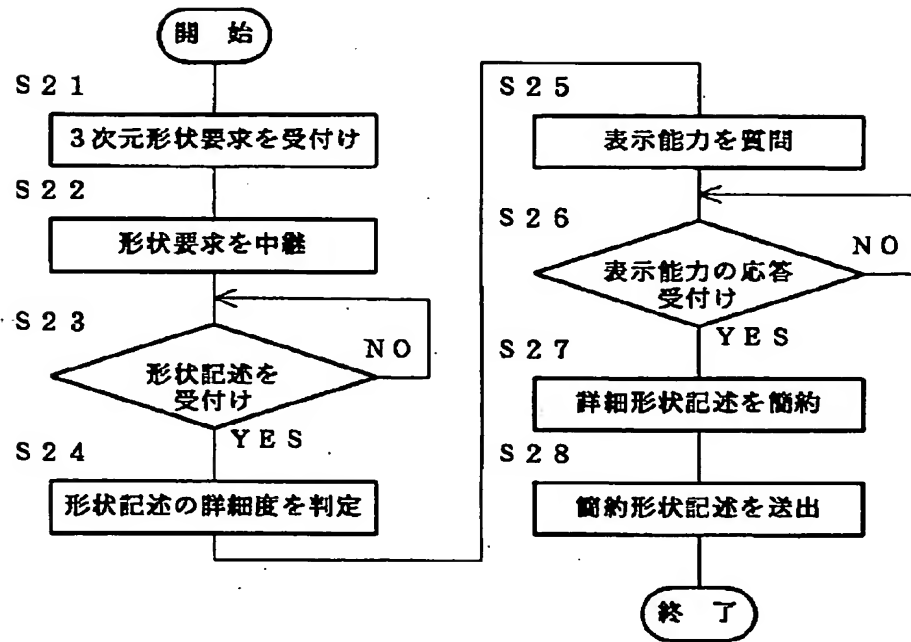 開 始
S21
3次元形状要求を受付け
S22
形状要求を中継
S23
形状記述を
受付け
NO
YES
S24
形状記述の詳細度を判定
S25
表示能力を質問
S26
表示能力の応答
受付け
NO
YES
S27
詳細形状記述を簡約
S28
簡約形状記述を送出
終 了